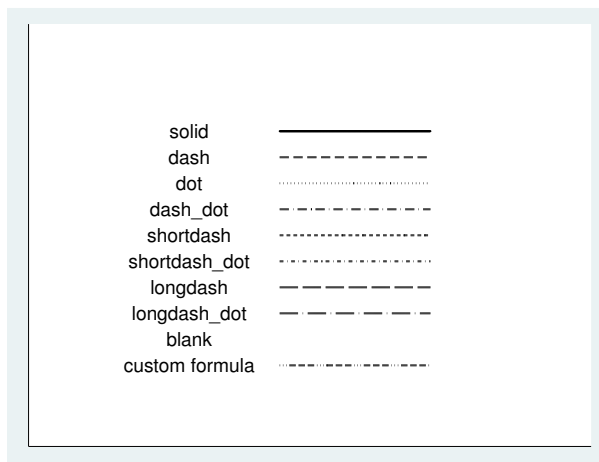 solid
dash
dot
dash_dot
shortdash
shortdash_dot
longdash
longdash_dot
blank
custom formula